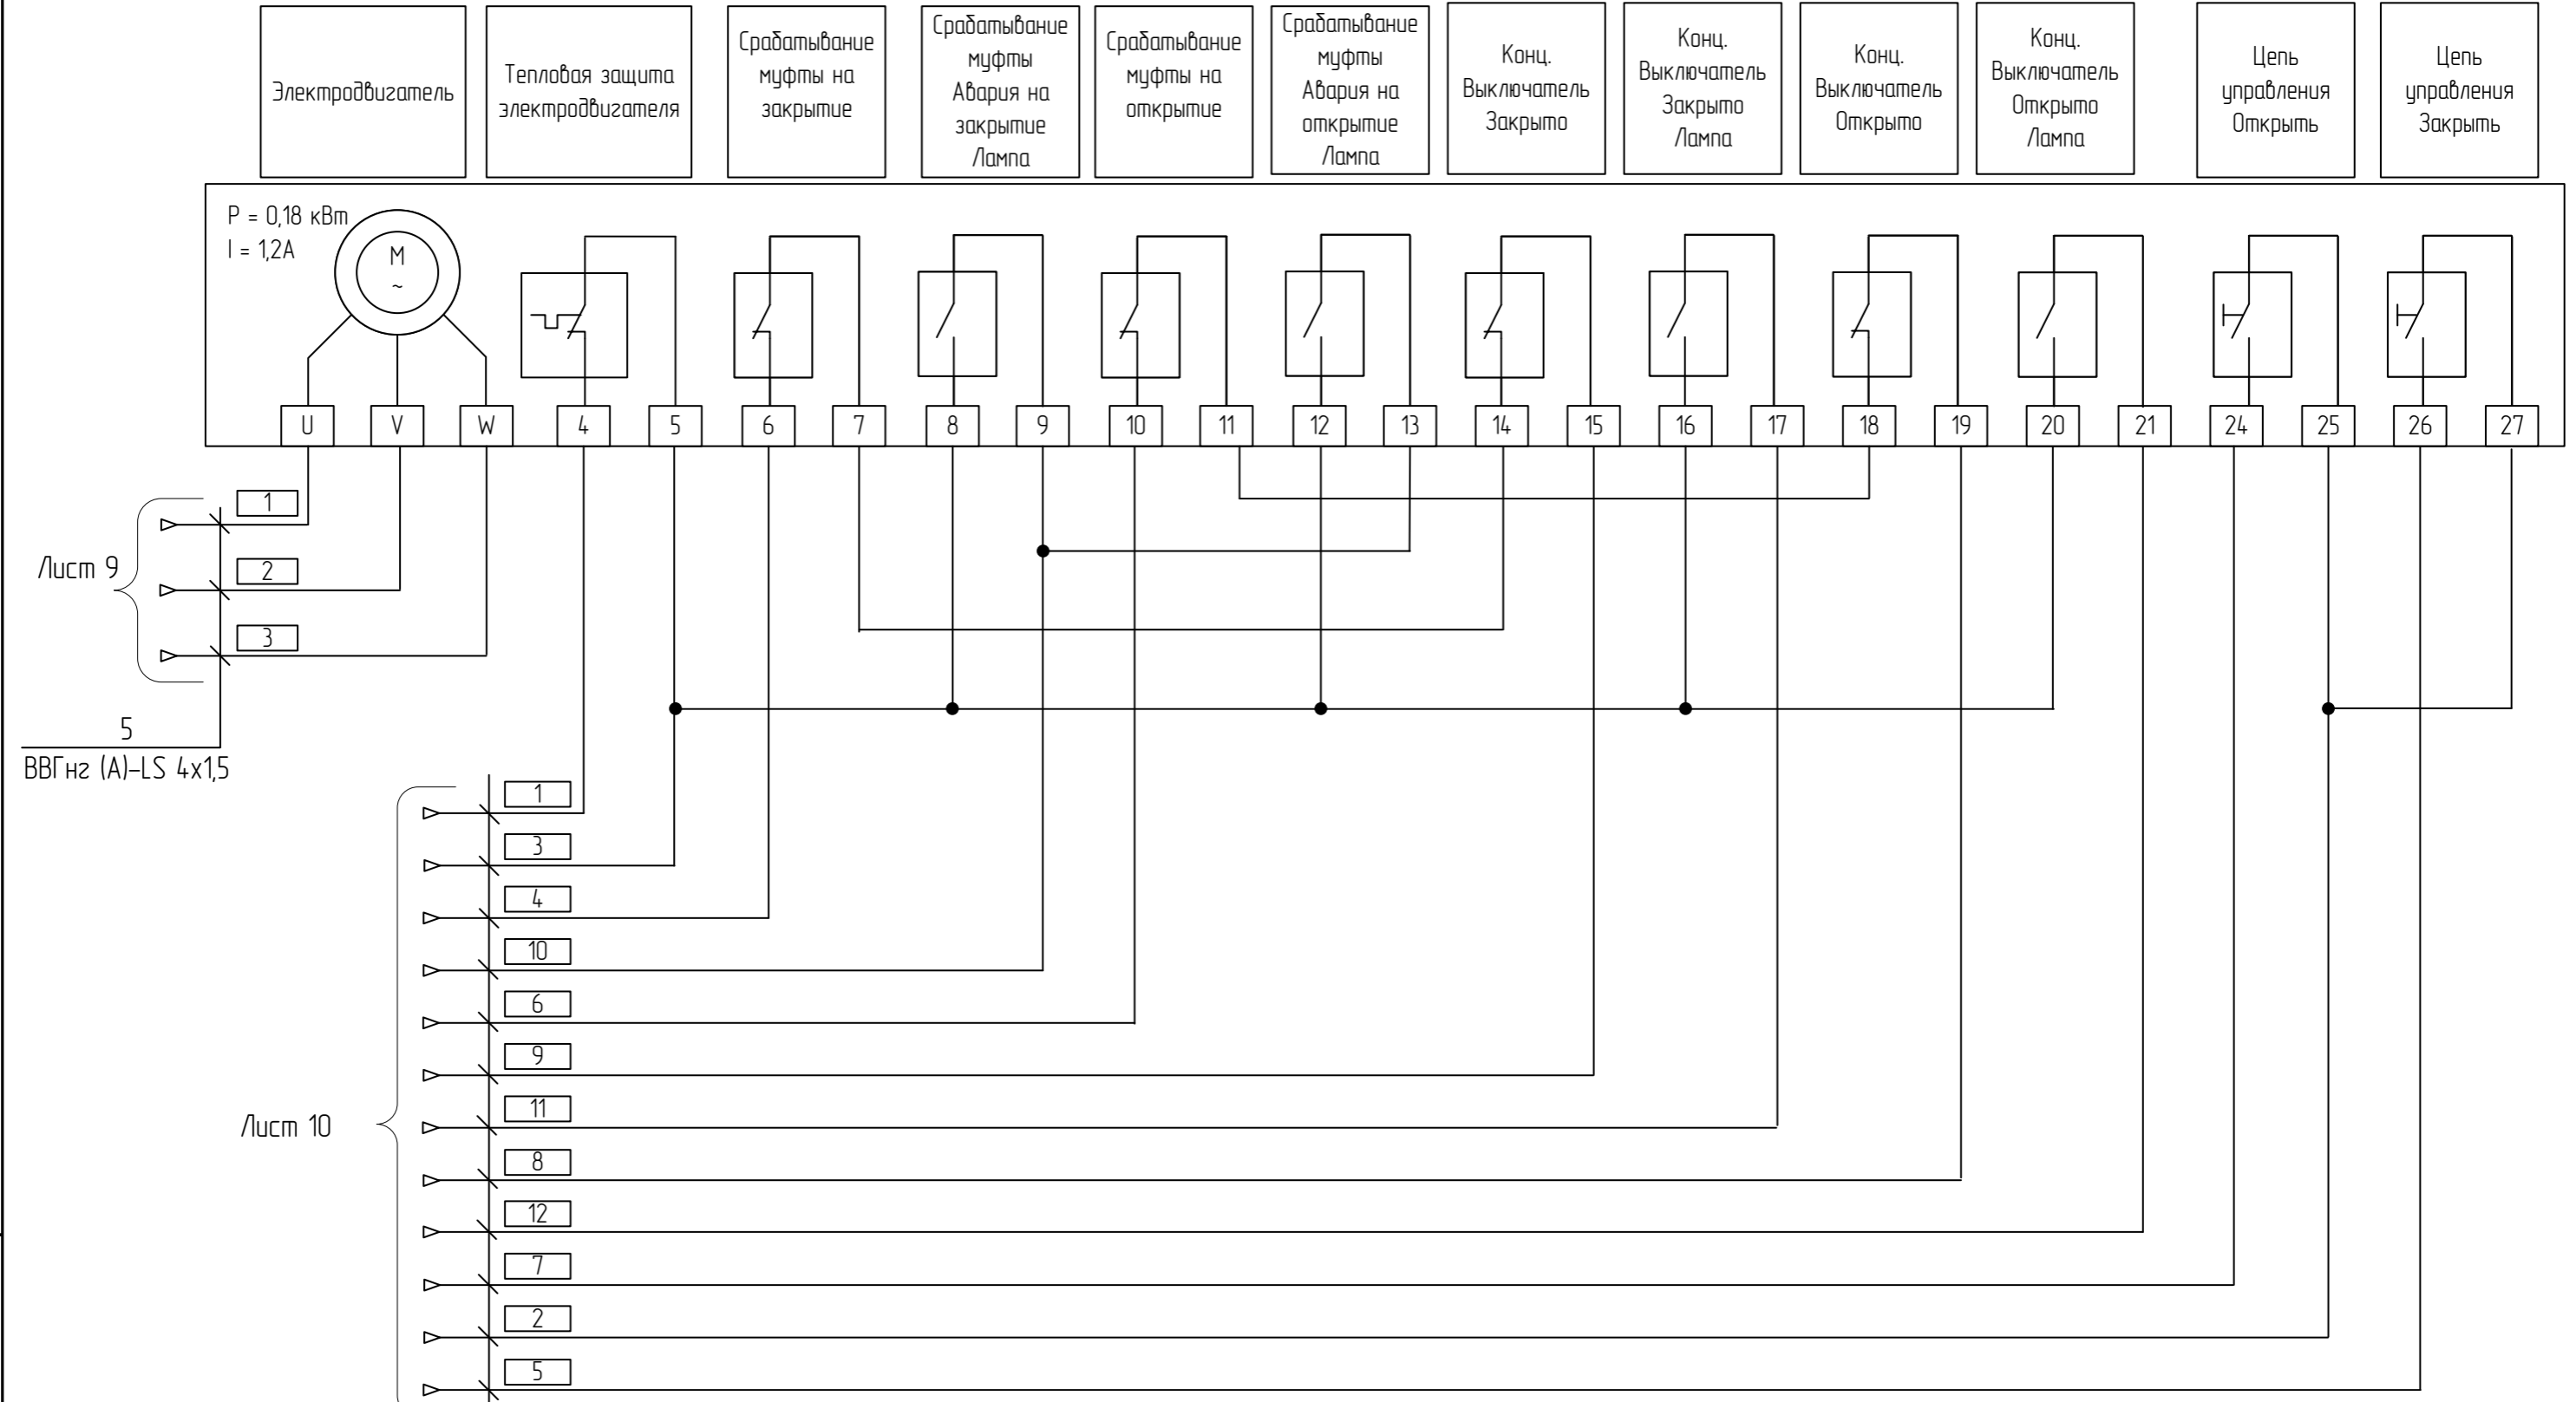 Электродвигатель
Тепловая защита
электродвигателя
Срабатывание
муфты на
закрытие
Срабатывание
муфты
Авария на
закрытие
Лампа
Срабатывание
муфты на
открытие
Срабатывание
муфты
Авария на
открытие
Лампа
Конц.
Выключатель
Закрыто
Конц.
Выключатель
Закрыто
Лампа
Конц.
Выключатель
Открыто
Конц.
Выключатель
Открыто
Лампа
Цепь
управления
Открыть
Цепь
управления
Закрыть
P = 0,18 кВт
I = 1,2А
М
~
U V W 4 5 6 7 8 9 10 11 12 13 14 15 16 17 18 19 20 21 24 25 26 27
1
2
3
Лист 9
5
ВВГнг (А)-LS 4х1,5
1
3
4
10
6
9
11
8
12
7
2
5
Лист 10